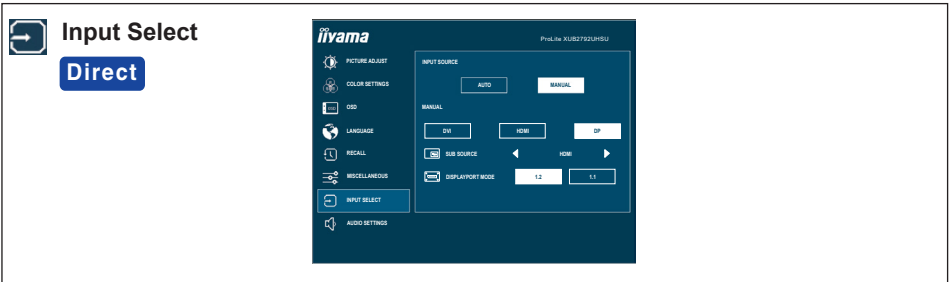 Input Select
Direct
iiyama
ProLite XUB2792UHSU
PICTURE ADJUST
COLOR SETTINGS
OSD
LANGUAGE
RECALL
MISCELLANEOUS
INPUT SELECT
AUDIO SETTINGS
INPUT SOURCE
AUTO MANUAL
MANUAL
DVI HDMI DP
SUB SOURCE HDMI
DISPLAYPORT MODE 1.2 1.1